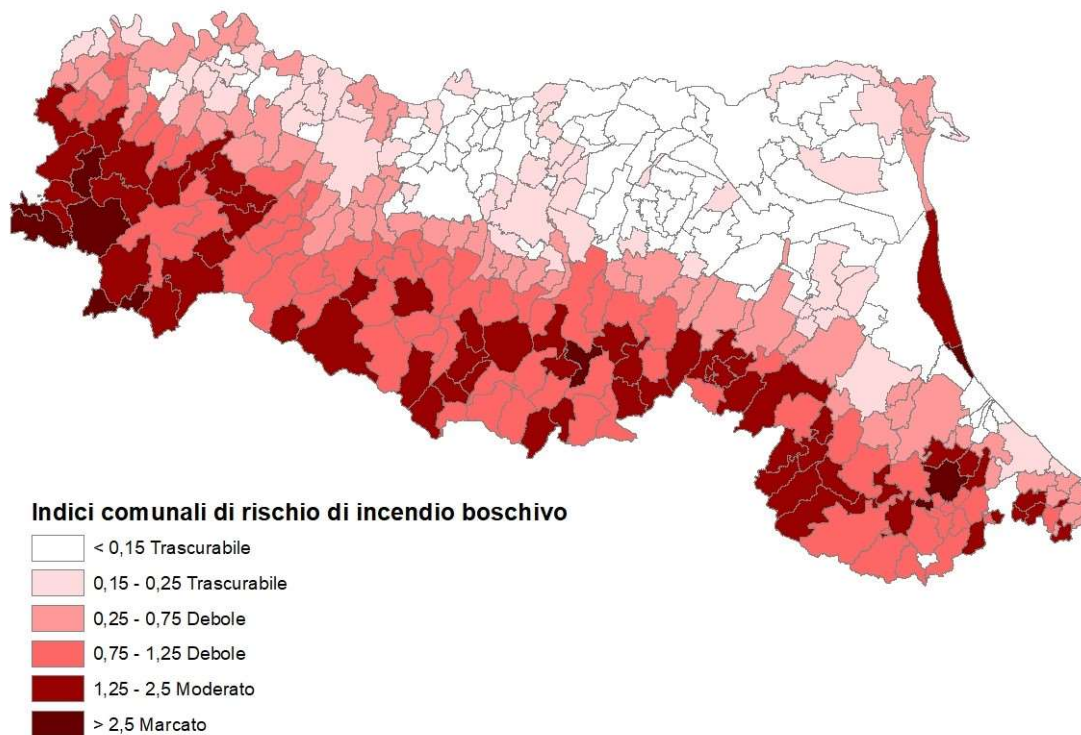 Indici comunali di rischio di incendio boschivo
< 0,15 Trascurabile
0,15 - 0,25 Trascurabile
0,25 - 0,75 Debole
0,75 - 1,25 Debole
1,25 - 2,5 Moderato
> 2,5 Marcato